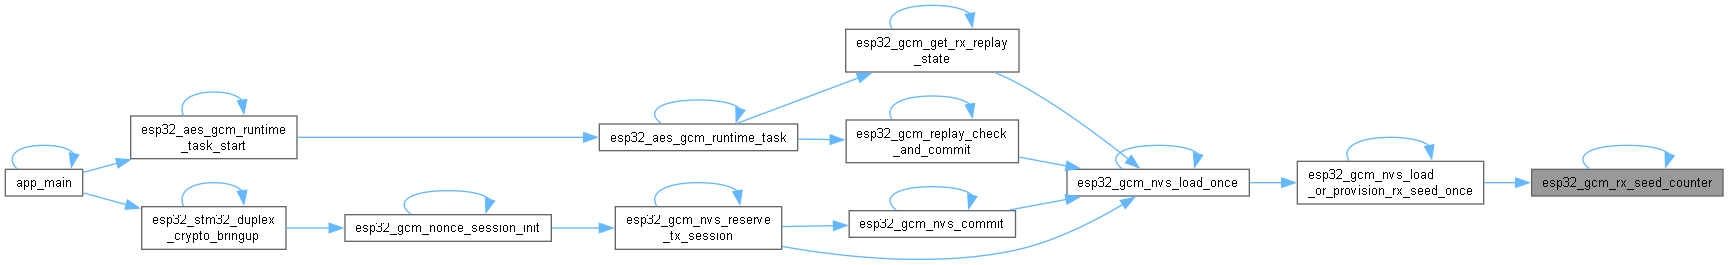 esp32_gcm_get_rx_replay
_state
esp32_aes_gcm_runtime
_task_start
esp32_aes_gcm_runtime_task
esp32_gcm_replay_check
_and_commit
app_main
esp32_gcm_nvs_load_once
esp32_gcm_nvs_load
_or_provision_rx_seed_once
esp32_gcm_rx_seed_counter
esp32_stm32_duplex
_crypto_bringup
esp32_gcm_nonce_session_init
esp32_gcm_nvs_reserve
_tx_session
esp32_gcm_nvs_commit